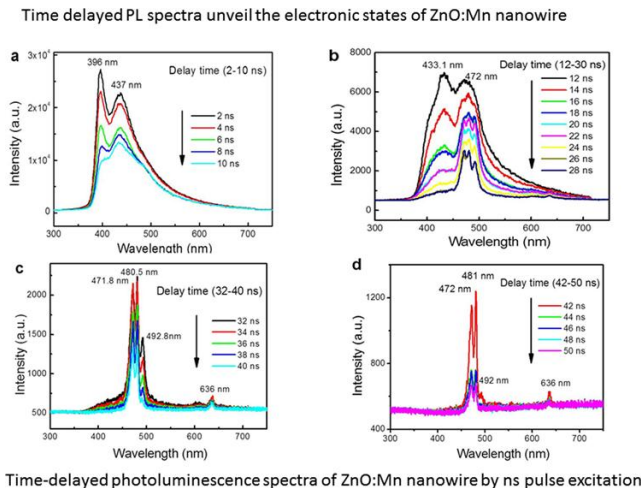 Time delayed PL spectra unveil the electronic states of ZnO:Mn nanowire
a
396 nm
437 nm
Delay time (2-10 ns)
2 ns
4 ns
6 ns
8 ns
10 ns
3x10⁴
2x10⁴
1x10⁴
0
Intensity (a.u.)
300 400 500 600 700
Wavelength (nm)
b
433.1 nm
472 nm
Delay time (12-30 ns)
12 ns
14 ns
16 ns
18 ns
20 ns
22 ns
24 ns
26 ns
28 ns
8000
6000
4000
2000
0
Intensity (a.u.)
300 400 500 600 700
Wavelength (nm)
c
480.5 nm
471.8 nm
492.8nm
636 nm
Delay time (32-40 ns)
32 ns
34 ns
36 ns
38 ns
40 ns
2000
1500
1000
500
Intensity (a.u.)
300 400 500 600 700
Wavelength (nm)
d
481 nm
472 nm
492 nm
636 nm
Delay time (42-50 ns)
42 ns
44 ns
46 ns
48 ns
50 ns
1200
800
400
Intensity (a.u.)
300 400 500 600 700
Wavelength (nm)
Time-delayed photoluminescence spectra of ZnO:Mn nanowire by ns pulse excitation